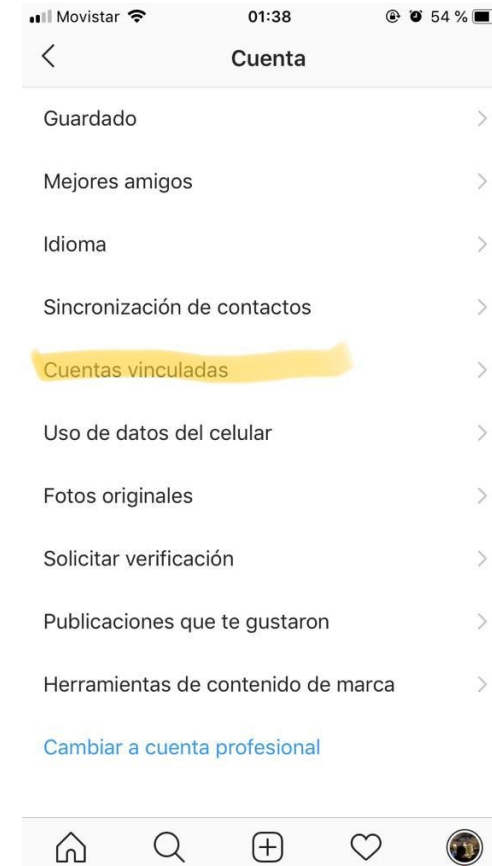 Movistar 01:38 54 %
Cuenta
Guardado
Mejores amigos
Idioma
Sincronización de contactos
Cuentas vinculadas
Uso de datos del celular
Fotos originales
Solicitar verificación
Publicaciones que te gustaron
Herramientas de contenido de marca
Cambiar a cuenta profesional